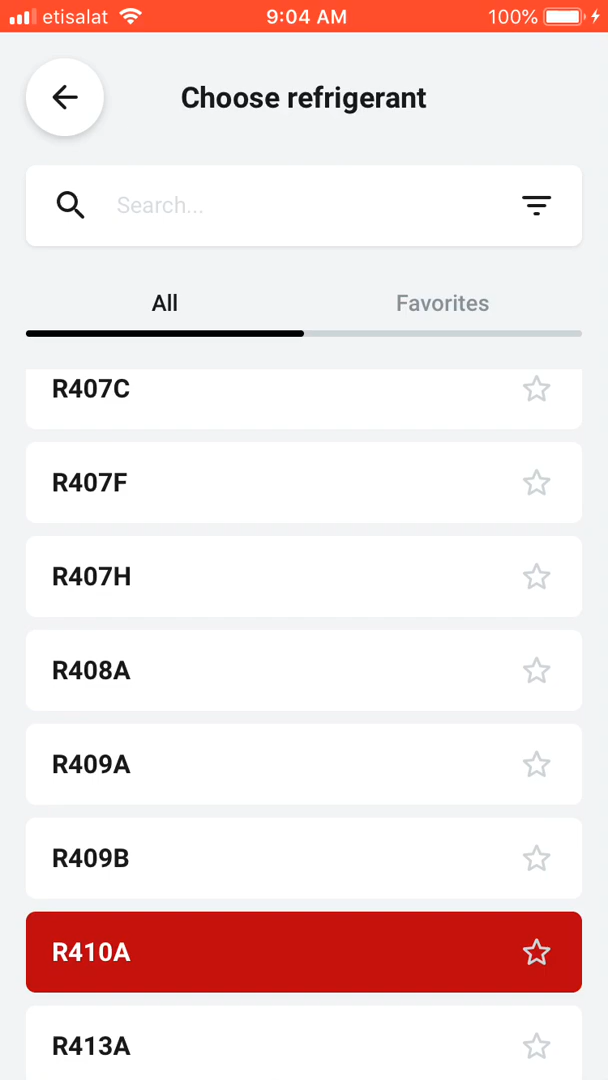 etisalat 9:04 AM 100%
Choose refrigerant
Search...
All Favorites
R407C
R407F
R407H
R408A
R409A
R409B
R410A
R413A